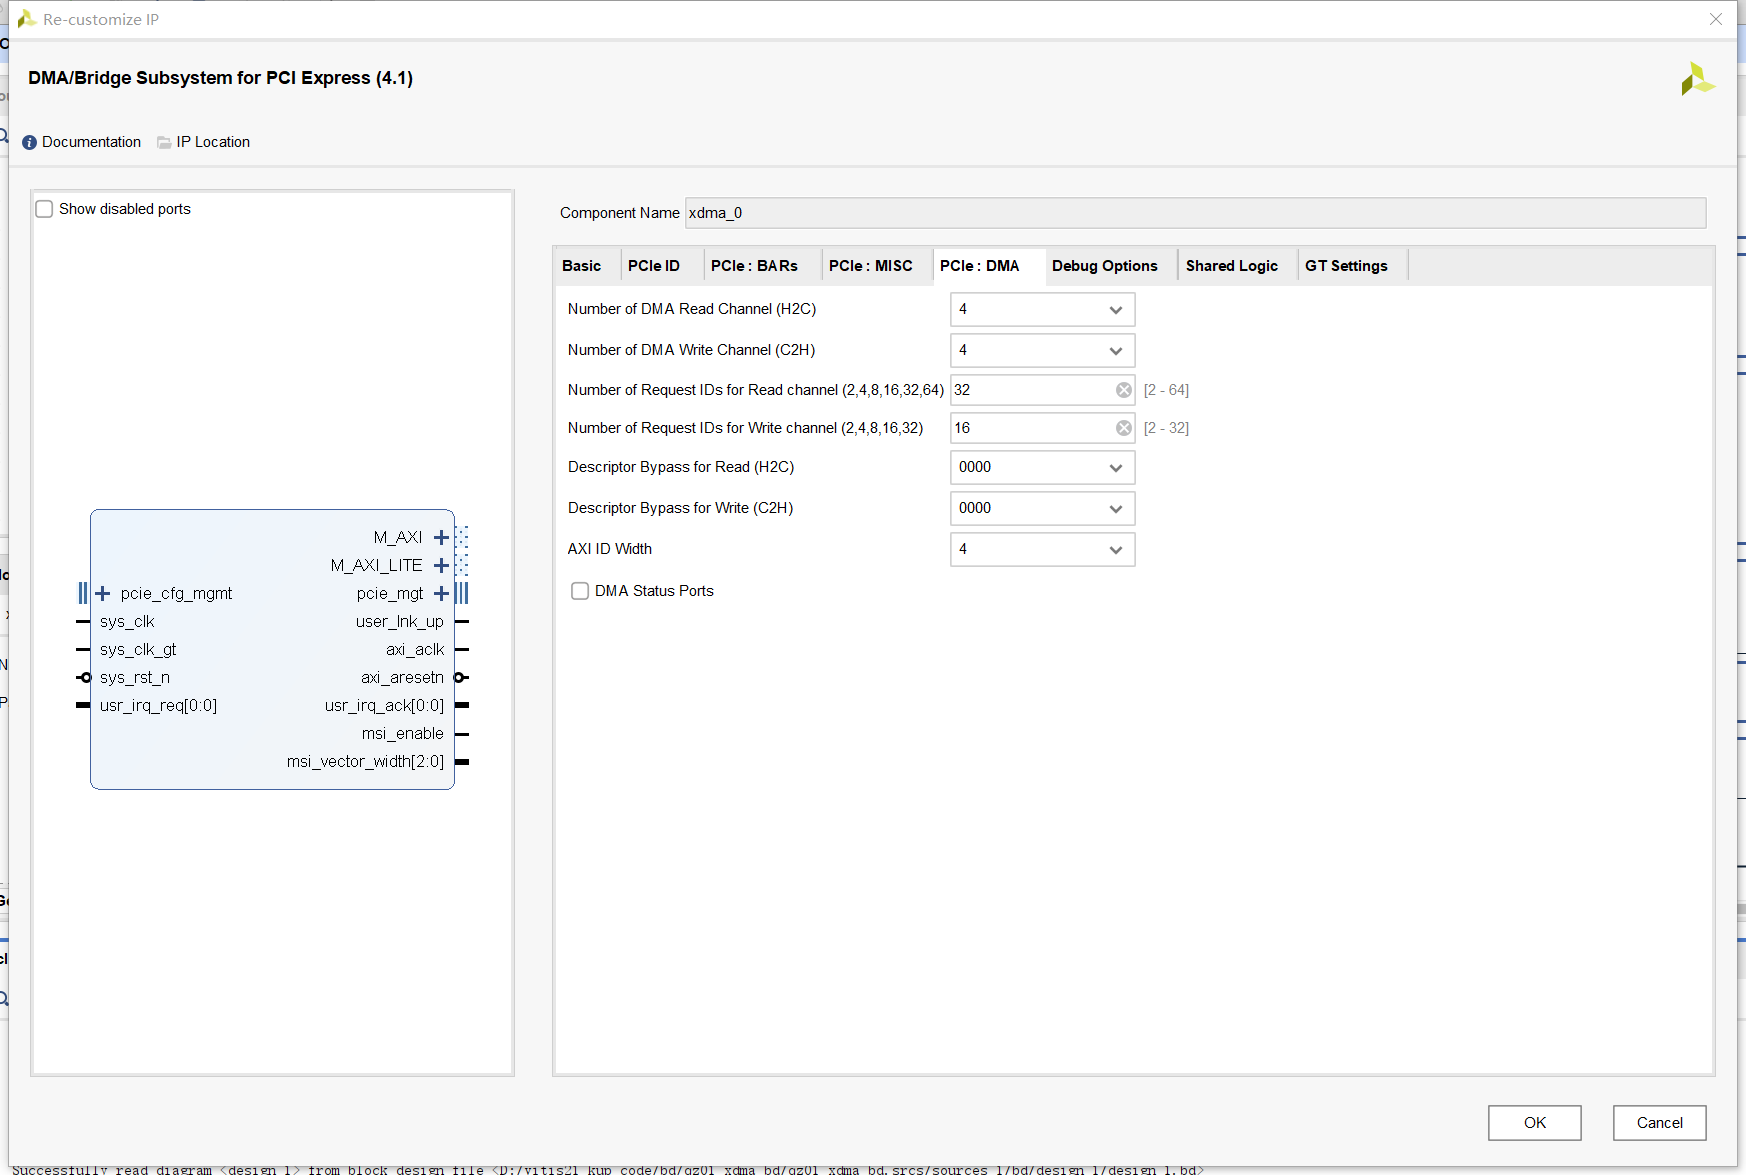 Re-customize IP
DMA/Bridge Subsystem for PCI Express (4.1)
Documentation IP Location
Show disabled ports
Component Name xdma_0
Basic PCIe ID PCIe : BARs PCIe : MISC PCIe : DMA Debug Options Shared Logic GT Settings
Number of DMA Read Channel (H2C) 4
Number of DMA Write Channel (C2H) 4
Number of Request IDs for Read channel (2,4,8,16,32,64) 32 [2 - 64]
Number of Request IDs for Write channel (2,4,8,16,32) 16 [2 - 32]
Descriptor Bypass for Read (H2C) 0000
Descriptor Bypass for Write (C2H) 0000
AXI ID Width 4
DMA Status Ports
M_AXI
M_AXI_LITE
pcie_cfg_mgmt pcie_mgt
sys_clk user_lnk_up
sys_clk_gt axi_aclk
sys_rst_n axi_aresetn
usr_irq_req[0:0] usr_irq_ack[0:0]
msi_enable
msi_vector_width[2:0]
OK Cancel
Successfully read diagram <design_1> from block design file <D:/vitis21_kup_code/bd/qz01_xdma_bd/qz01_xdma_bd.srcs/sources_1/bd/design_1/design_1.bd>